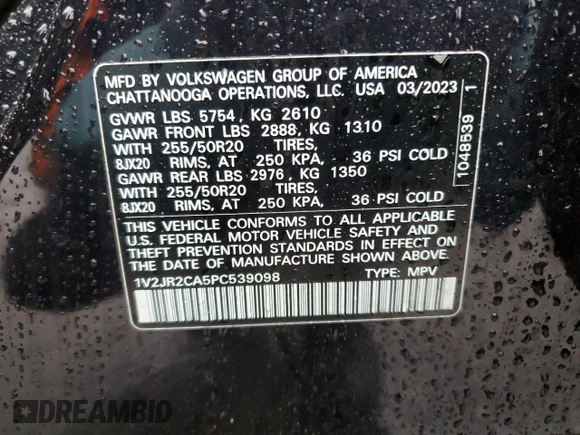 MFD BY VOLKSWAGEN GROUP OF AMERICA
CHATTANOOGA OPERATIONS, LLC. USA 03/2023
GVWR LBS 5754, KG 2610
GAWR FRONT LBS 2888, KG 1310
WITH 255/50R20 TIRES,
8JX20 RIMS, AT 250 KPA, 36 PSI COLD
GAWR REAR LBS 2976, KG 1350
WITH 255/50R20 TIRES,
8JX20 RIMS, AT 250 KPA, 36 PSI COLD
THIS VEHICLE CONFORMS TO ALL APPLICABLE
U.S. FEDERAL MOTOR VEHICLE SAFETY AND
THEFT PREVENTION STANDARDS IN EFFECT ON
THE DATE OF MANUFACTURE SHOWN ABOVE.
1V2JR2CA5PC539098 TYPE: MPV
1048539 1
DREAMBID